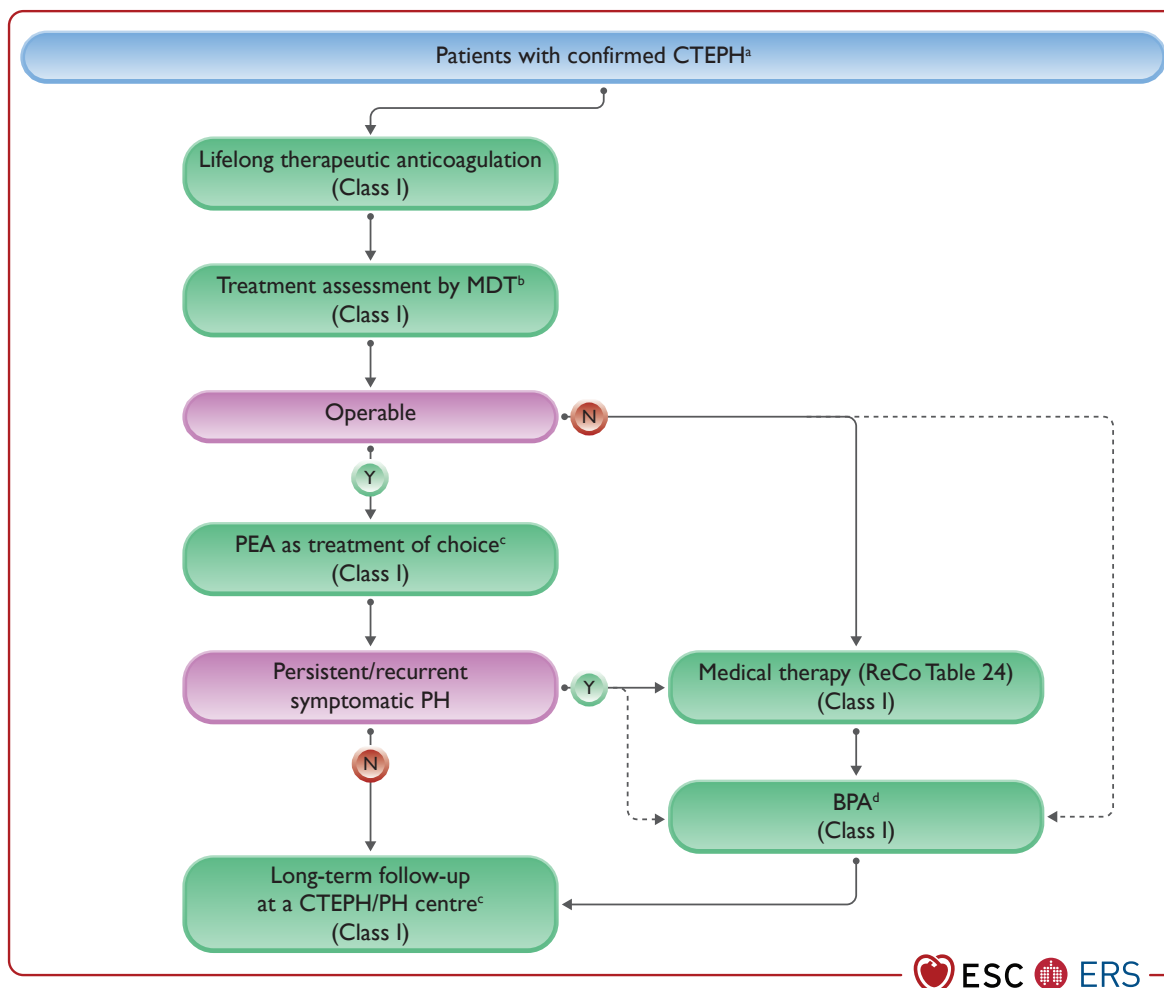 Patients with confirmed CTEPHᵃ
Lifelong therapeutic anticoagulation
(Class I)
Treatment assessment by MDTᵇ
(Class I)
Operable
N
Y
PEA as treatment of choiceᶜ
(Class I)
Persistent/recurrent
symptomatic PH
Y
Medical therapy (ReCo Table 24)
(Class I)
N
BPAᵈ
(Class I)
Long-term follow-up
at a CTEPH/PH centreᶜ
(Class I)
ESC ERS